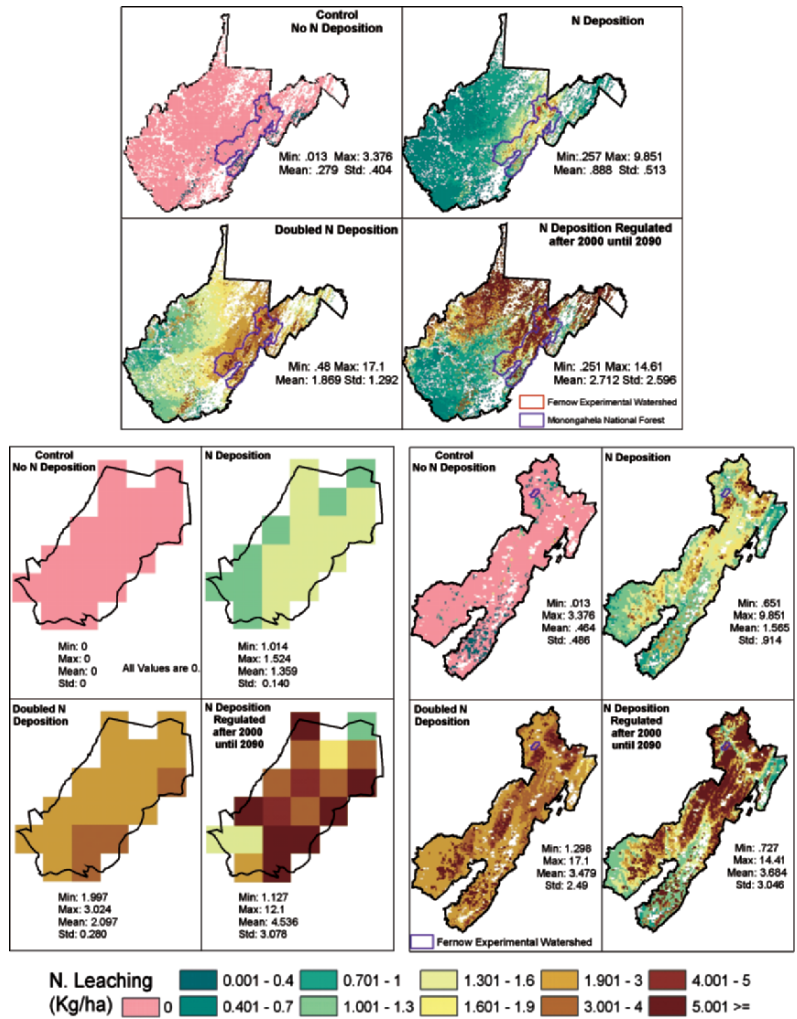 Control
No N Deposition
Min: .013 Max: 3.376
Mean: .279 Std: .404
N Deposition
Min:.257 Max: 9.851
Mean: .888 Std: .513
Doubled N Deposition
Min: .48 Max: 17.1
Mean: 1.869 Std: 1.292
N Deposition Regulated
after 2000 until 2090
Min: .251 Max: 14.61
Mean: 2.712 Std: 2.596
Fernow Experimental Watershed
Monongahela National Forest
Control
No N Deposition
Min: 0
Max: 0
Mean: 0
Std: 0
All Values are 0.
N Deposition
Min: 1.014
Max: 1.524
Mean: 1.359
Std: 0.140
Doubled N
Deposition
Min: 1.997
Max: 3.024
Mean: 2.097
Std: 0.280
N Deposition
Regulated
after 2000
until 2090
Min: 1.127
Max: 12.1
Mean: 4.536
Std: 3.078
Control
No N Deposition
Min: .013
Max: 3.376
Mean: .464
Std: .486
N Deposition
Min: .651
Max: 9.851
Mean: 1.565
Std: .914
Doubled N
Deposition
Min: 1.298
Max: 17.1
Mean: 3.479
Std: 2.49
Fernow Experimental Watershed
N Deposition
Regulated
after 2000
until 2090
Min: .727
Max: 14.41
Mean: 3.684
Std: 3.046
N. Leaching
(Kg/ha)
0
0.001 - 0.4
0.401 - 0.7
0.701 - 1
1.001 - 1.3
1.301 - 1.6
1.601 - 1.9
1.901 - 3
3.001 - 4
4.001 - 5
5.001 >=